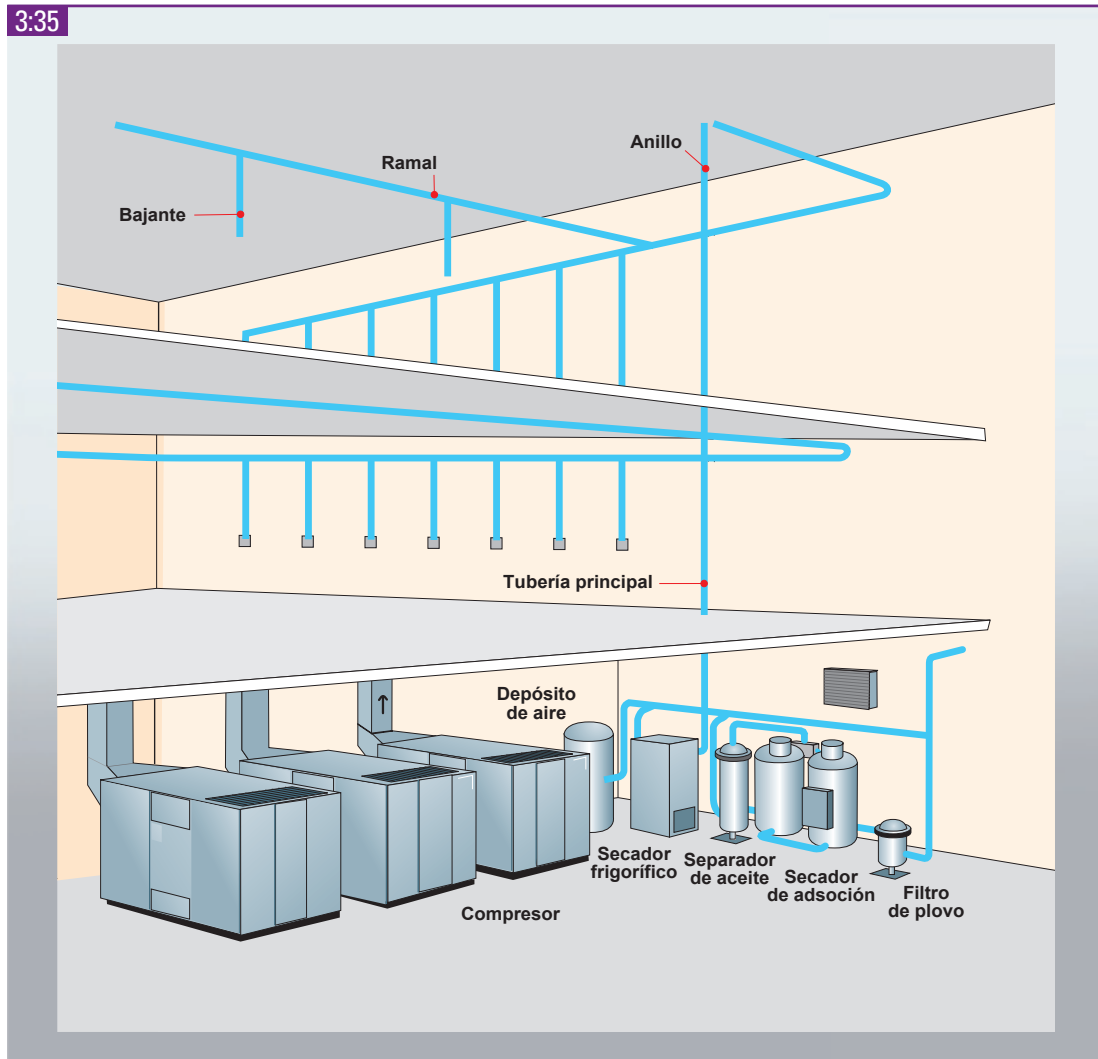 3:35
Anillo
Ramal
Bajante
Tubería principal
Depósito
de aire
Secador
frigorífico
Separador
de aceite
Secador
de adsoción
Filtro
de plovo
Compresor